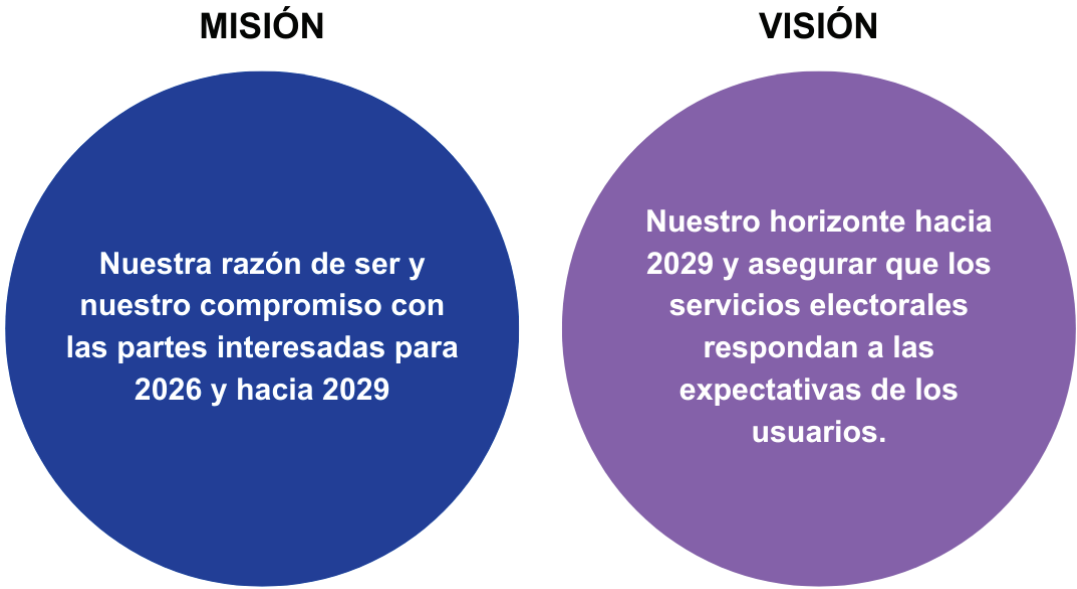 MISIÓN
Nuestra razón de ser y
nuestro compromiso con
las partes interesadas para
2026 y hacia 2029
VISIÓN
Nuestro horizonte hacia
2029 y asegurar que los
servicios electorales
respondan a las
expectativas de los
usuarios.